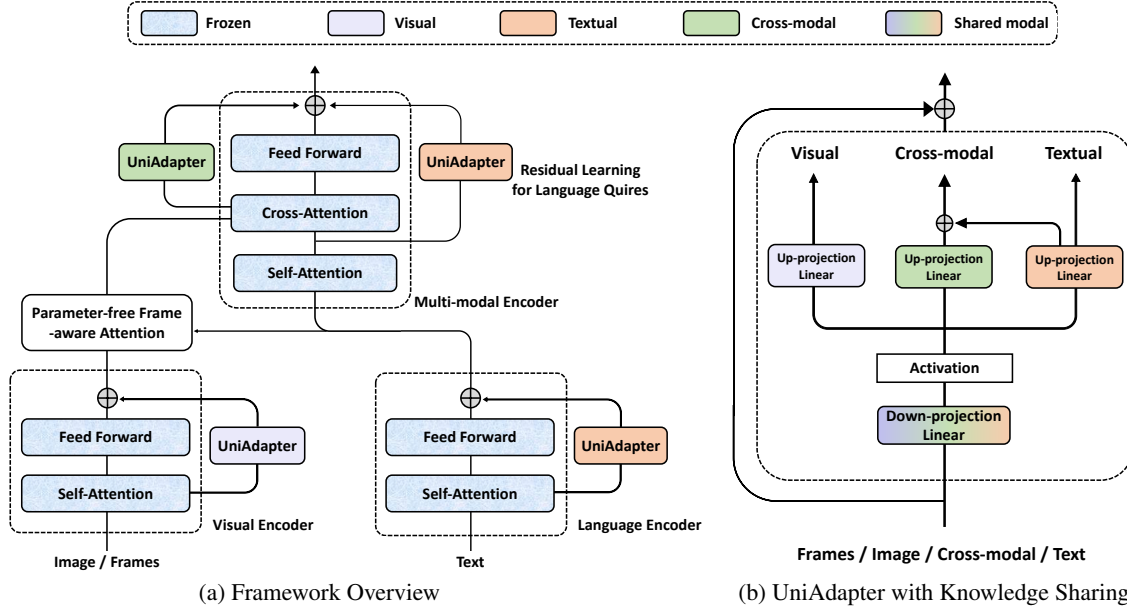 Frozen
Visual
Textual
Cross-modal
Shared modal
UniAdapter
Feed Forward
UniAdapter
Residual Learning
for Language Quires
Cross-Attention
Self-Attention
Multi-modal Encoder
Parameter-free Frame
-aware Attention
Feed Forward
UniAdapter
Self-Attention
Visual Encoder
Image / Frames
Feed Forward
UniAdapter
Self-Attention
Language Encoder
Text
(a) Framework Overview
Visual
Cross-modal
Textual
Up-projection
Linear
Up-projection
Linear
Up-projection
Linear
Activation
Down-projection
Linear
Frames / Image / Cross-modal / Text
(b) UniAdapter with Knowledge Sharing